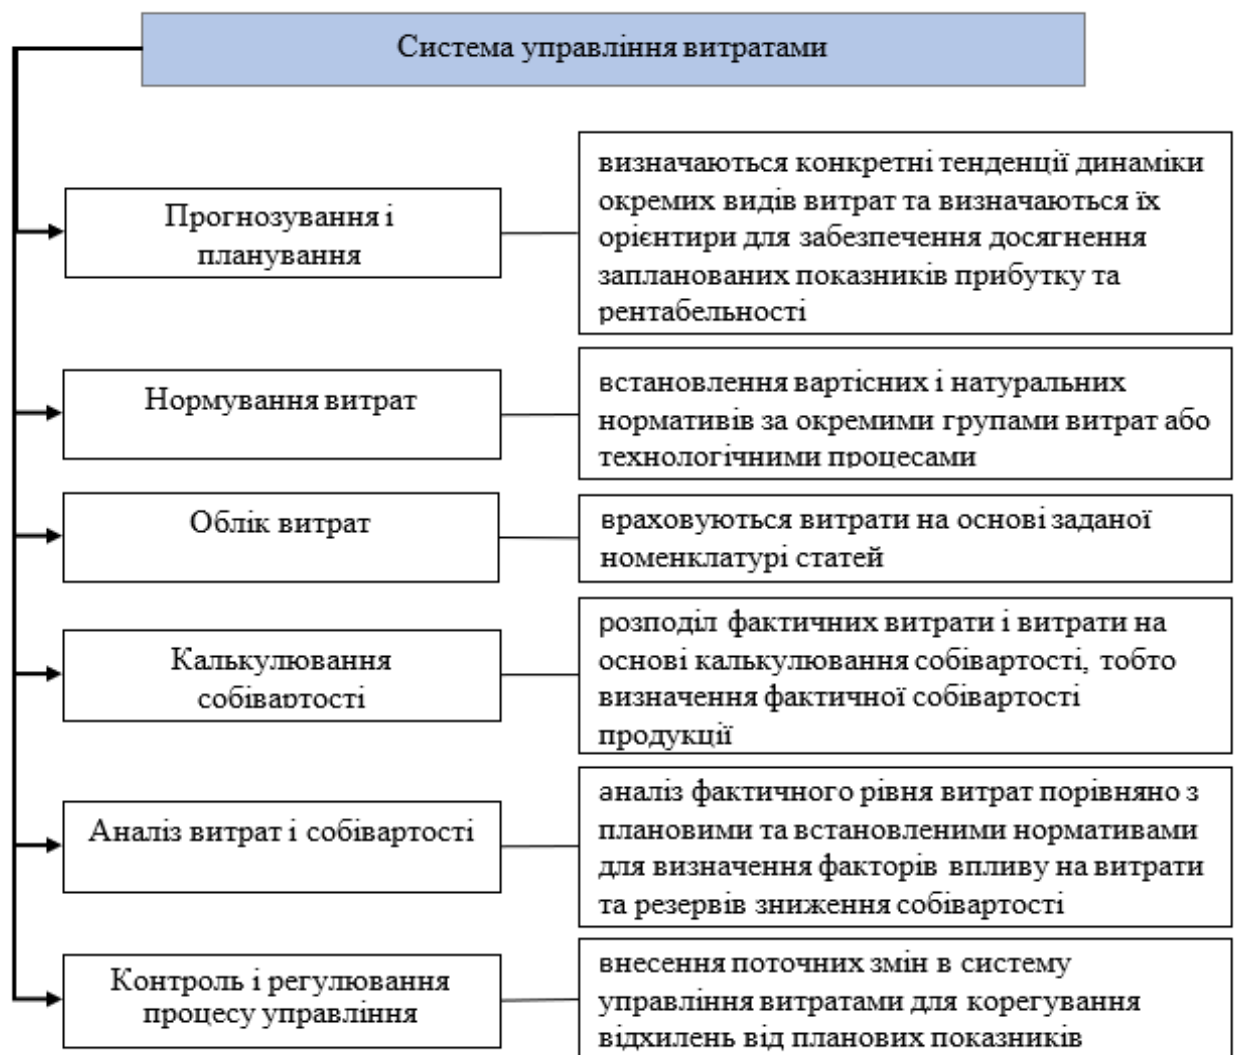 Система управління витратами
Прогнозування і
планування
визначаються конкретні тенденції динаміки
окремих видів витрат та визначаються їх
орієнтири для забезпечення досягнення
запланованих показників прибутку та
рентабельності
Нормування витрат
встановлення вартісних і натуральних
нормативів за окремими групами витрат або
технологічними процесами
Облік витрат
враховуються витрати на основі заданої
номенклатурі статей
Калькулювання
собівартості
розподіл фактичних витрати і витрати на
основі калькулювання собівартості, тобто
визначення фактичної собівартості
продукції
Аналіз витрат і собівартості
аналіз фактичного рівня витрат порівняно з
плановими та встановленими нормативами
для визначення факторів впливу на витрати
та резервів зниження собівартості
Контроль і регулювання
процесу управління
внесення поточних змін в систему
управління витратами для корегування
відхилень від планових показників